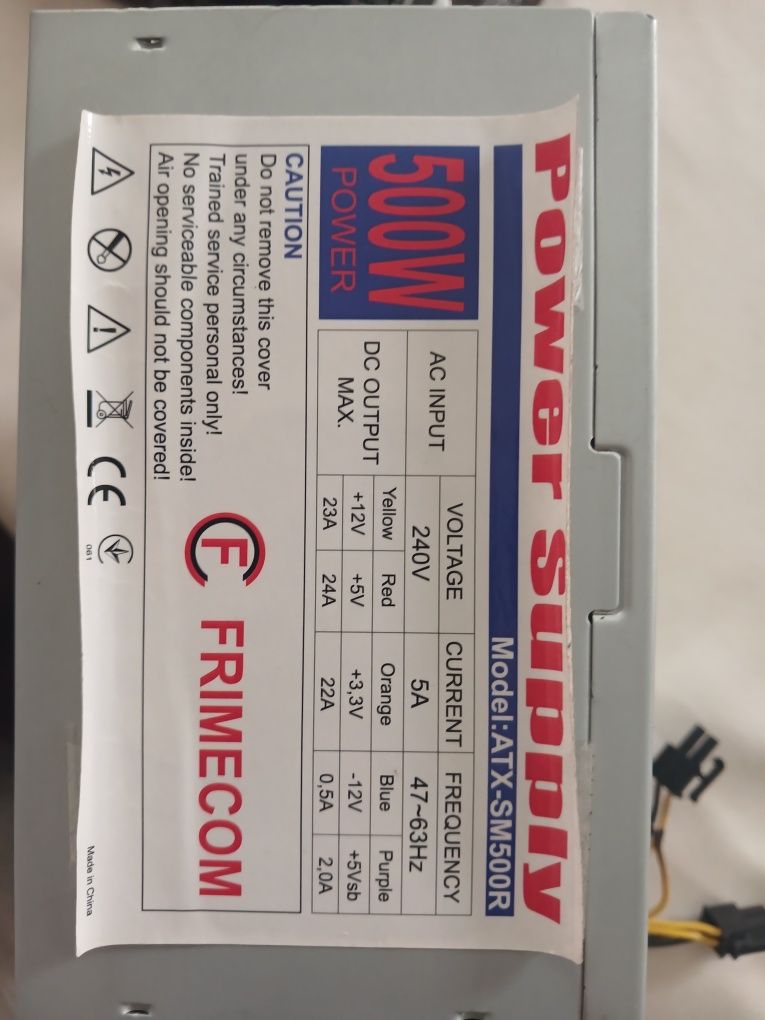 Power Supply
Model:ATX-SM500R
500W
POWER
VOLTAGE CURRENT FREQUENCY
AC INPUT 240V 5A 47~63Hz
DC OUTPUT MAX.
Yellow Red Orange Blue Purple
+12V +5V +3,3V -12V +5Vsb
23A 24A 22A 0,5A 2,0A
CAUTION
Do not remove this cover
under any circumstances!
Trained service personal only!
No serviceable components inside!
Air opening should not be covered!
CF FRIMECOM
CE
061
Made in China